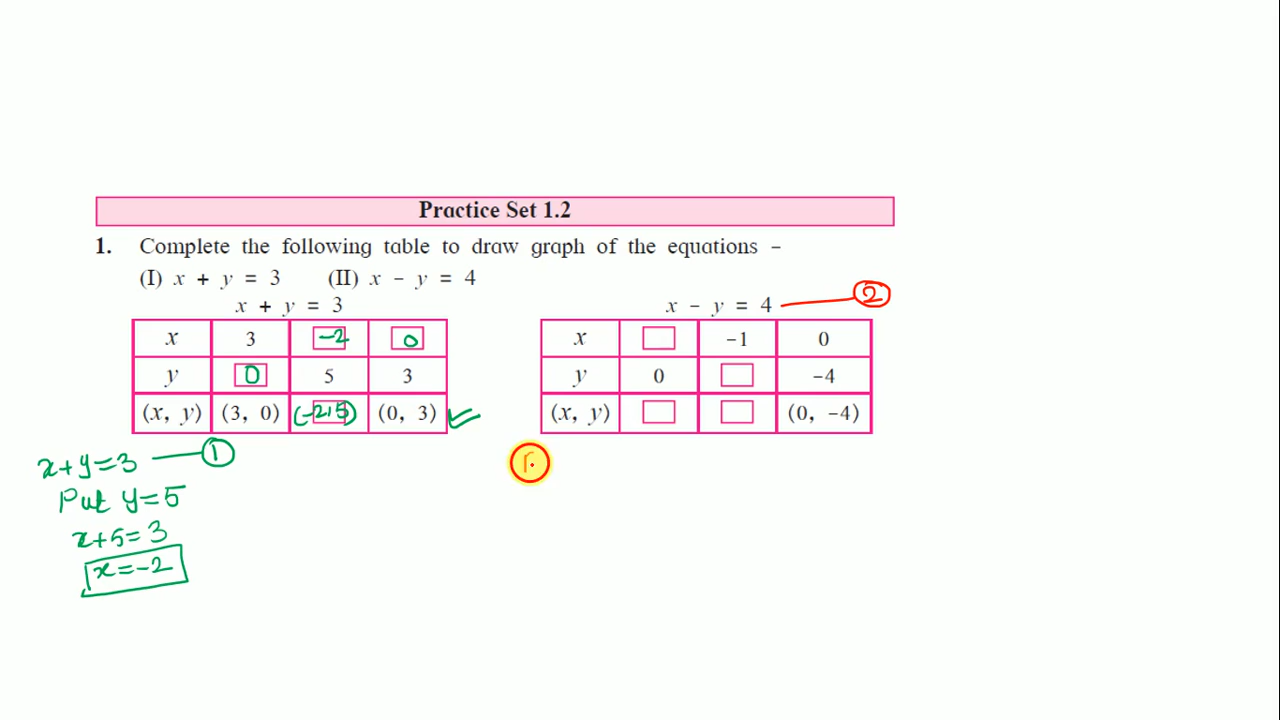 Practice Set 1.2
1. Complete the following table to draw graph of the equations –
(I) x + y = 3 (II) x – y = 4
x + y = 3
x – y = 4 2
x 3 -2 0
y 0 5 3
(x, y) (3, 0) (-2,5) (0, 3)
x –1 0
y 0 –4
(x, y) (0, –4)
x+y=3 1
Put y=5
x+5=3
x=-2